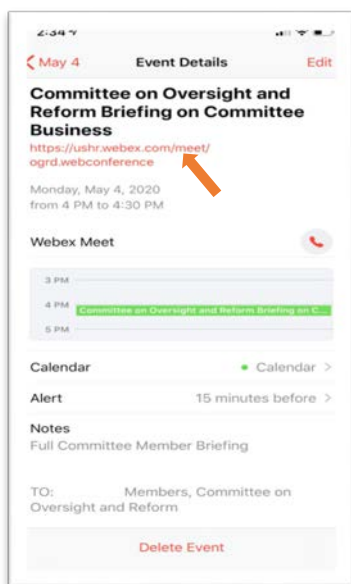 2:34
May 4 Event Details Edit
Committee on Oversight and
Reform Briefing on Committee
Business
https://ushr.webex.com/meet/
ogrd.webconference
Monday, May 4, 2020
from 4 PM to 4:30 PM
Webex Meet
3 PM
4 PM Committee on Oversight and Reform Briefing on C...
5 PM
Calendar Calendar
Alert 15 minutes before
Notes
Full Committee Member Briefing
TO: Members, Committee on
Oversight and Reform
Delete Event